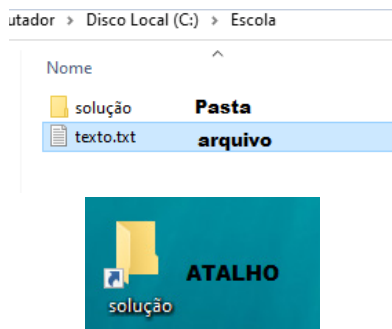 utador > Disco Local (C:) > Escola
Nome
solução Pasta
texto.txt arquivo
ATALHO
solução